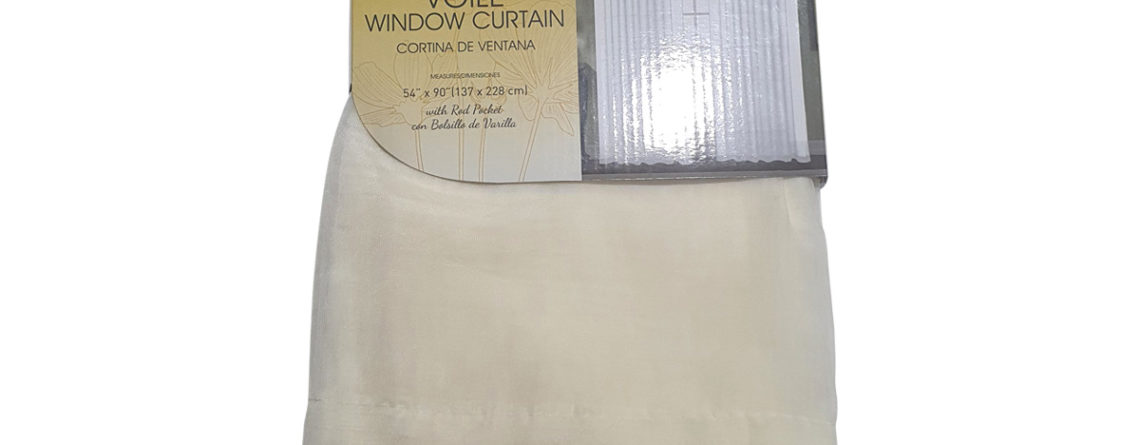 VOILE
WINDOW CURTAIN
CORTINA DE VENTANA
MEASURES/DIMENSIONES
54" x 90" (137 x 228 cm)
with Rod Pocket
con Bolsillo de Varilla